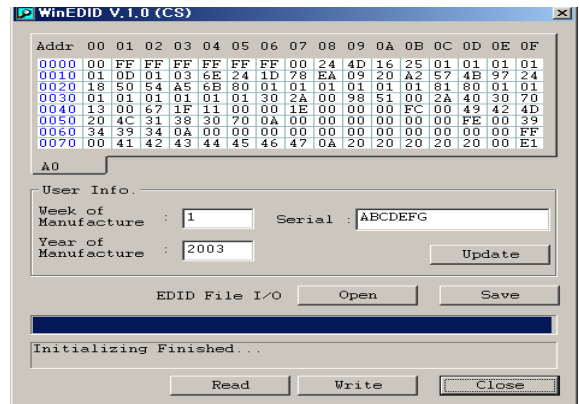 WinEDID V.1.0 (CS)
Addr 00 01 02 03 04 05 06 07 08 09 0A 0B 0C 0D 0E 0F
0000 00 FF FF FF FF FF FF 00 24 4D 16 25 01 01 01 01
0010 01 0D 01 03 6E 24 1D 78 EA 09 20 A2 57 4B 97 24
0020 18 50 54 A5 6B 80 01 01 01 01 01 01 81 80 01 01
0030 01 01 01 01 01 01 30 2A 00 98 51 00 2A 40 30 70
0040 13 00 67 1F 11 00 00 1E 00 00 00 FC 00 49 42 4D
0050 20 4C 31 38 30 70 0A 00 00 00 00 00 00 FE 00 39
0060 34 39 34 0A 00 00 00 00 00 00 00 00 00 00 00 FF
0070 00 41 42 43 44 45 46 47 0A 20 20 20 20 20 00 E1
A0
User Info.
Week of Manufacture : 1 Serial : ABCDEFG
Year of Manufacture : 2003 Update
EDID File I/O Open Save
Initializing Finished...
Read Write Close